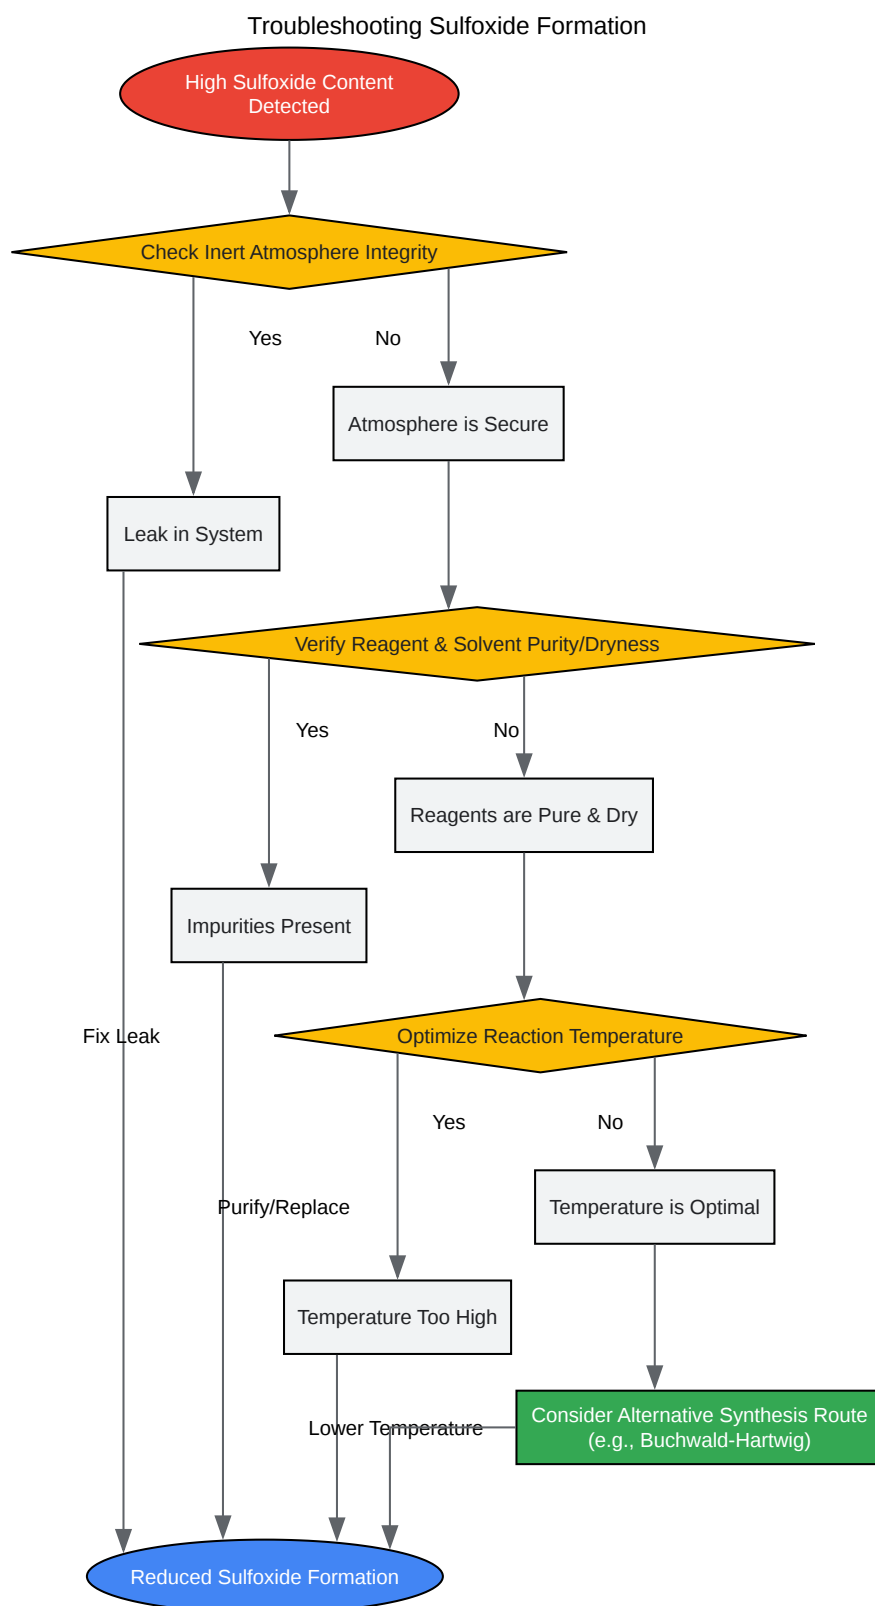 Troubleshooting Sulfoxide Formation
High Sulfoxide Content
Detected
Check Inert Atmosphere Integrity
Yes
No
Atmosphere is Secure
Leak in System
Verify Reagent & Solvent Purity/Dryness
Yes
No
Reagents are Pure & Dry
Impurities Present
Fix Leak
Optimize Reaction Temperature
Yes
No
Purify/Replace
Temperature is Optimal
Temperature Too High
Lower Temperature
Consider Alternative Synthesis Route
(e.g., Buchwald-Hartwig)
Reduced Sulfoxide Formation